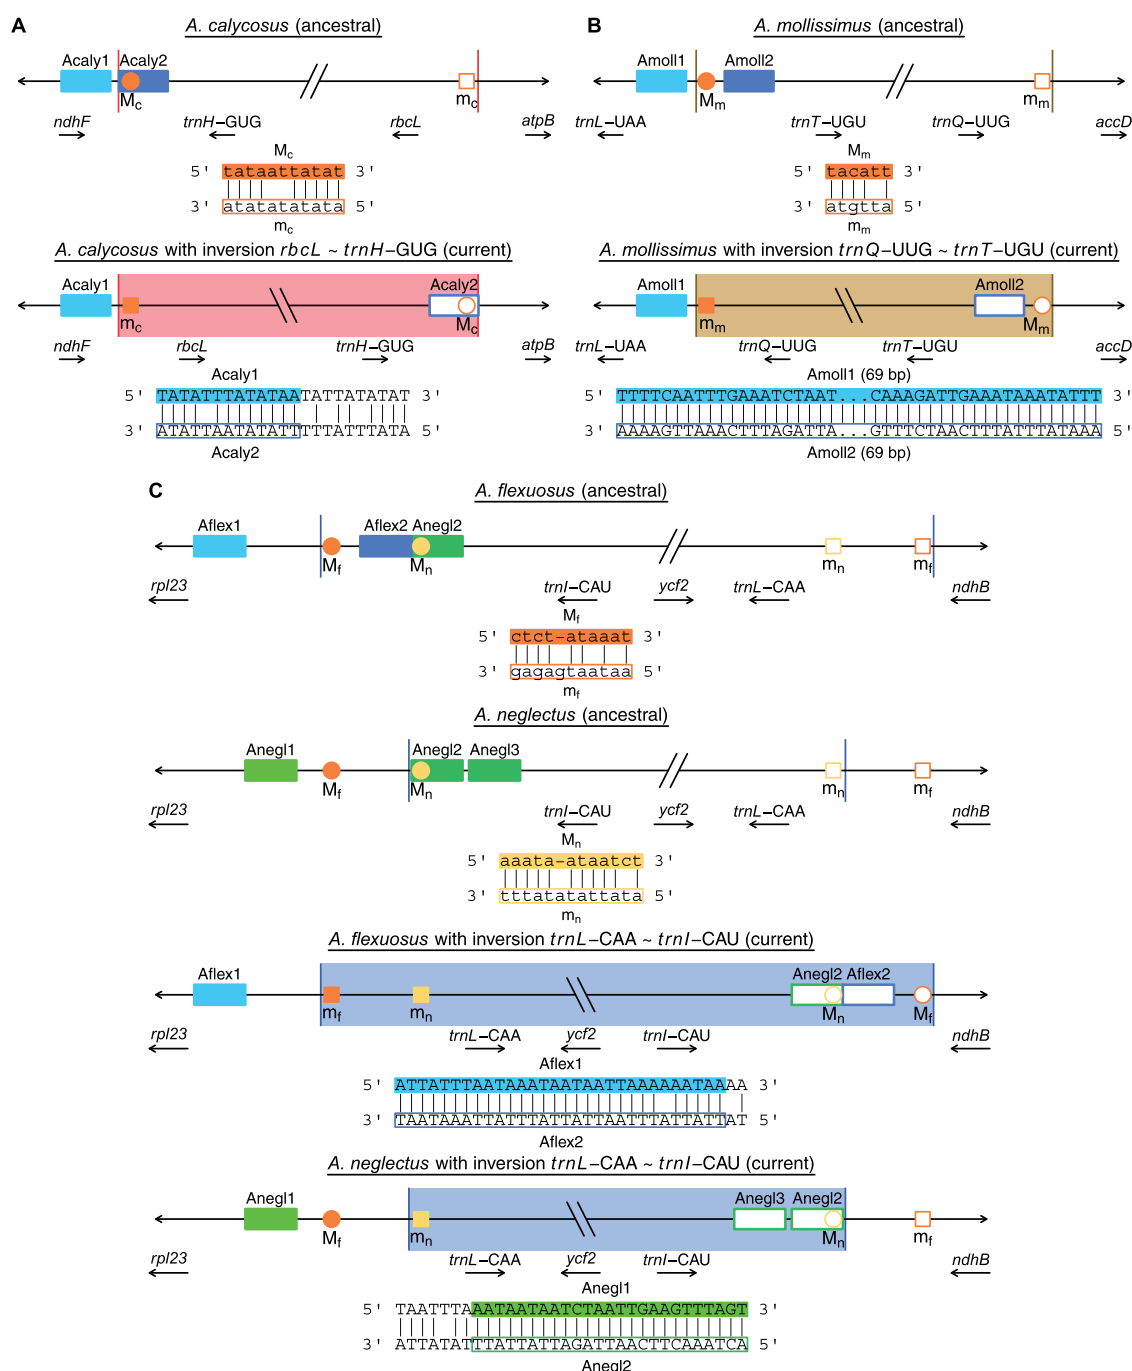 A
A. calycosus (ancestral)
Acaly1 Acaly2
Mc mc
ndhF trnH–GUG rbcL atpB
Mc
5' tataattatat 3'
3' atatatatata 5'
mc
A. calycosus with inversion rbcL ~ trnH–GUG (current)
Acaly1 Acaly2
mc Mc
ndhF rbcL trnH–GUG atpB
Acaly1
5' TATATTTATATAATATTATATAT 3'
3' ATATTAATATATTTTTATTTATA 5'
Acaly2
B
A. mollissimus (ancestral)
Amoll1 Amoll2
Mm mm
trnL–UAA trnT–UGU trnQ–UUG accD
Mm
5' tacatt 3'
3' atgtta 5'
mm
A. mollissimus with inversion trnQ–UUG ~ trnT–UGU (current)
Amoll1 Amoll2
mm Mm
trnL–UAA trnQ–UUG trnT–UGU accD
Amoll1 (69 bp)
5' TTTTCAATTTGAAATCTAAT...CAAAGATTGAAATAAATATTT 3'
3' AAAAGTTAAACTTTAGATTA...GTTTCTAACTTTATTTATAAA 5'
Amoll2 (69 bp)
C
A. flexuosus (ancestral)
Aflex1 Aflex2 Anegl2
Mf Mn mn mf
rpl23 trnI–CAU ycf2 trnL–CAA ndhB
Mf
5' ctct–ataaat 3'
3' gagagtaataa 5'
mf
A. neglectus (ancestral)
Anegl1 Anegl2 Anegl3
Mf Mn mn mf
rpl23 trnI–CAU ycf2 trnL–CAA ndhB
Mn
5' aaata–ataatct 3'
3' tttatatattata 5'
mn
A. flexuosus with inversion trnL–CAA ~ trnI–CAU (current)
Aflex1 Anegl2 Aflex2
mf mn Mn Mf
rpl23 trnL–CAA ycf2 trnI–CAU ndhB
Aflex1
5' ATTATTTAATAAATAATAATTAAAAAATAAAA 3'
3' TAATAAATTATTTATTATTAATTTATTATTAT 5'
Aflex2
A. neglectus with inversion trnL–CAA ~ trnI–CAU (current)
Anegl1 Anegl3 Anegl2
Mf mn Mn mf
rpl23 trnL–CAA ycf2 trnI–CAU ndhB
Anegl1
5' TAATTTAAATAATAATCTAATTGAAGTTTAGT 3'
3' ATTATATTTATTATTAGATTAACTTCAAATCA 5'
Anegl2